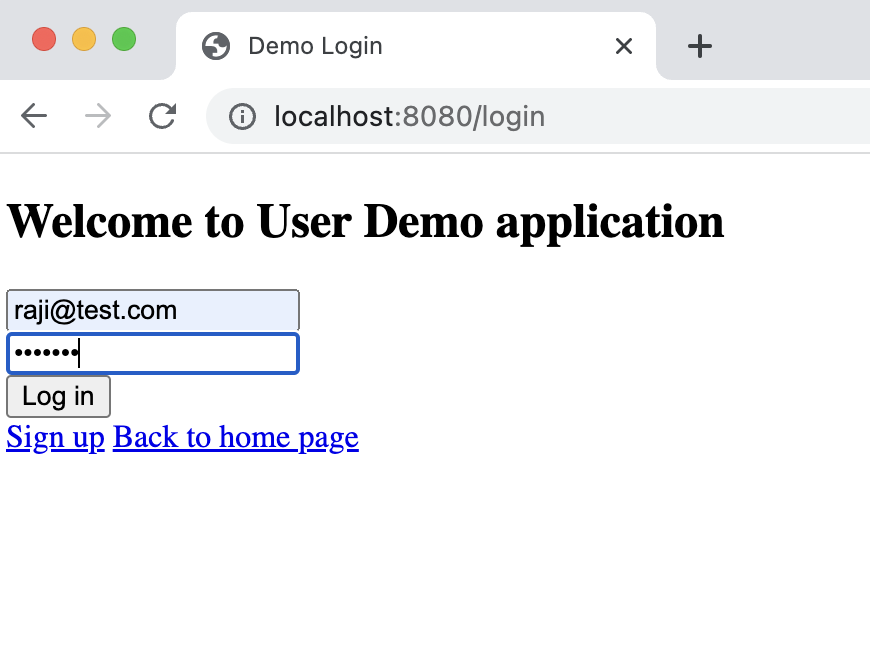 Demo Login
localhost:8080/login
Welcome to User Demo application
raji@test.com
•••••••
Log in
Sign up Back to home page